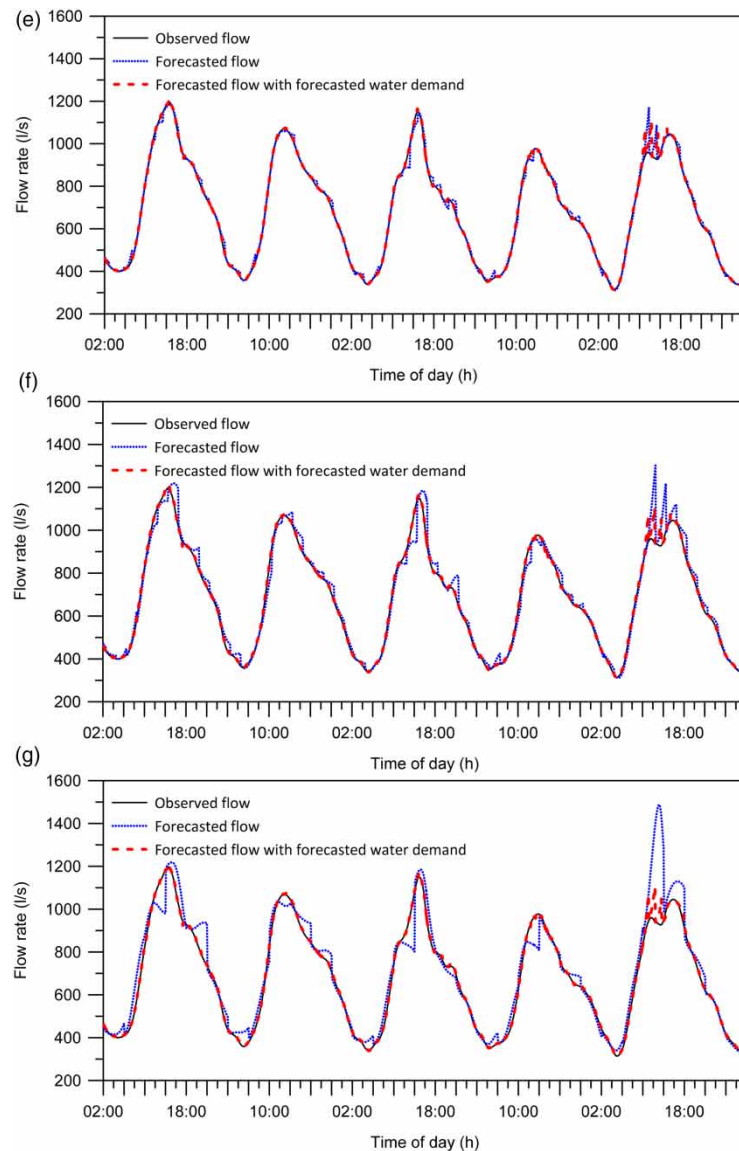 (e)
1600
1400
1200
1000
800
600
400
200
Flow rate (l/s)
Observed flow
Forecasted flow
Forecasted flow with forecasted water demand
02:00 18:00 10:00 02:00 18:00 10:00 02:00 18:00
Time of day (h)
(f)
1600
1400
1200
1000
800
600
400
200
Flow rate (l/s)
Observed flow
Forecasted flow
Forecasted flow with forecasted water demand
02:00 18:00 10:00 02:00 18:00 10:00 02:00 18:00
Time of day (h)
(g)
1600
1400
1200
1000
800
600
400
200
Flow rate (l/s)
Observed flow
Forecasted flow
Forecasted flow with forecasted water demand
02:00 18:00 10:00 02:00 18:00 10:00 02:00 18:00
Time of day (h)